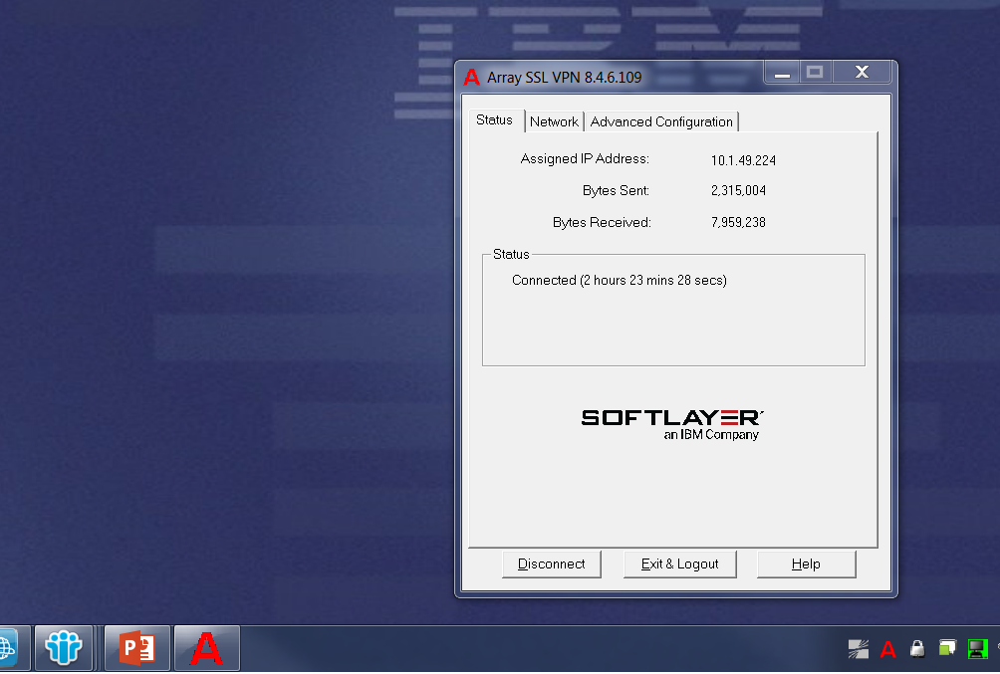 IBM
Array SSL VPN 8.4.6.109
Status Network Advanced Configuration
Assigned IP Address: 10.1.49.224
Bytes Sent: 2,315,004
Bytes Received: 7,959,238
Status
Connected (2 hours 23 mins 28 secs)
SOFTLAYER
an IBM Company
Disconnect Exit & Logout Help